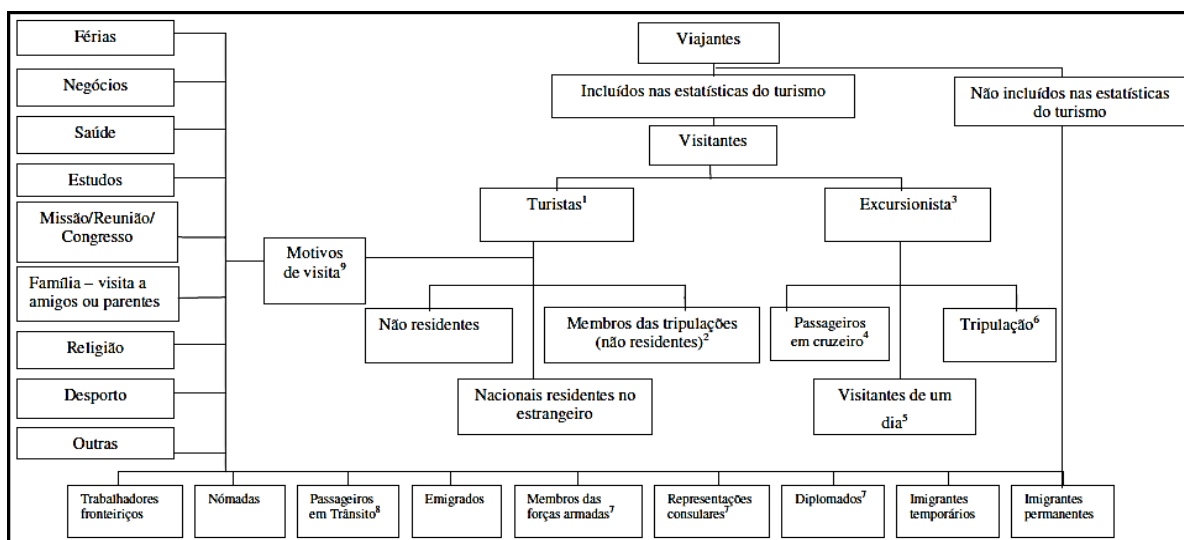 Férias
Negócios
Saúde
Estudos
Missão/Reunião/
Congresso
Família – visita a
amigos ou parentes
Religião
Desporto
Outras
Motivos
de visita⁹
Viajantes
Incluídos nas estatísticas do turismo
Não incluídos nas estatísticas
do turismo
Visitantes
Turistas¹
Excursionista³
Não residentes
Membros das tripulações
(não residentes)²
Nacionais residentes no
estrangeiro
Passageiros
em cruzeiro⁴
Tripulação⁶
Visitantes de um
dia⁵
Trabalhadores
fronteiriços
Nómadas
Passageiros
em Trânsito⁸
Emigrados
Membros das
forças armadas⁷
Representações
consulares⁷
Diplomados⁷
Imigrantes
temporários
Imigrantes
permanentes